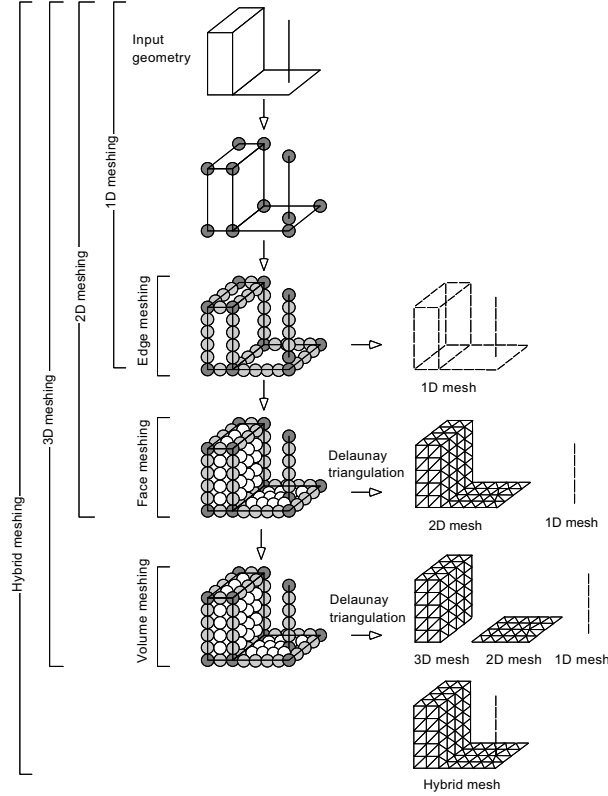 Input
geometry
1D meshing
2D meshing
3D meshing
Hybrid meshing
Edge meshing
1D mesh
Face meshing
Delaunay
triangulation
2D mesh
1D mesh
Volume meshing
Delaunay
triangulation
3D mesh
2D mesh
1D mesh
Hybrid mesh